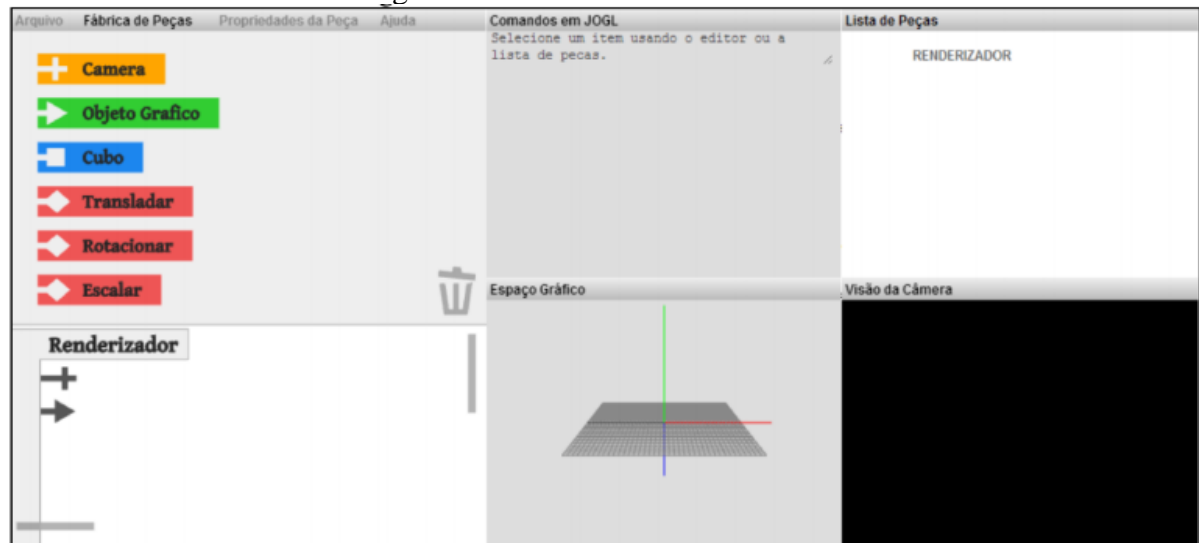 Arquivo Fábrica de Peças Propriedades da Peça Ajuda
Camera
Objeto Grafico
Cubo
Transladar
Rotacionar
Escalar
Renderizador
Comandos em JOGL
Selecione um item usando o editor ou a
lista de pecas.
Lista de Peças
RENDERIZADOR
Espaço Gráfico
Visão da Câmera